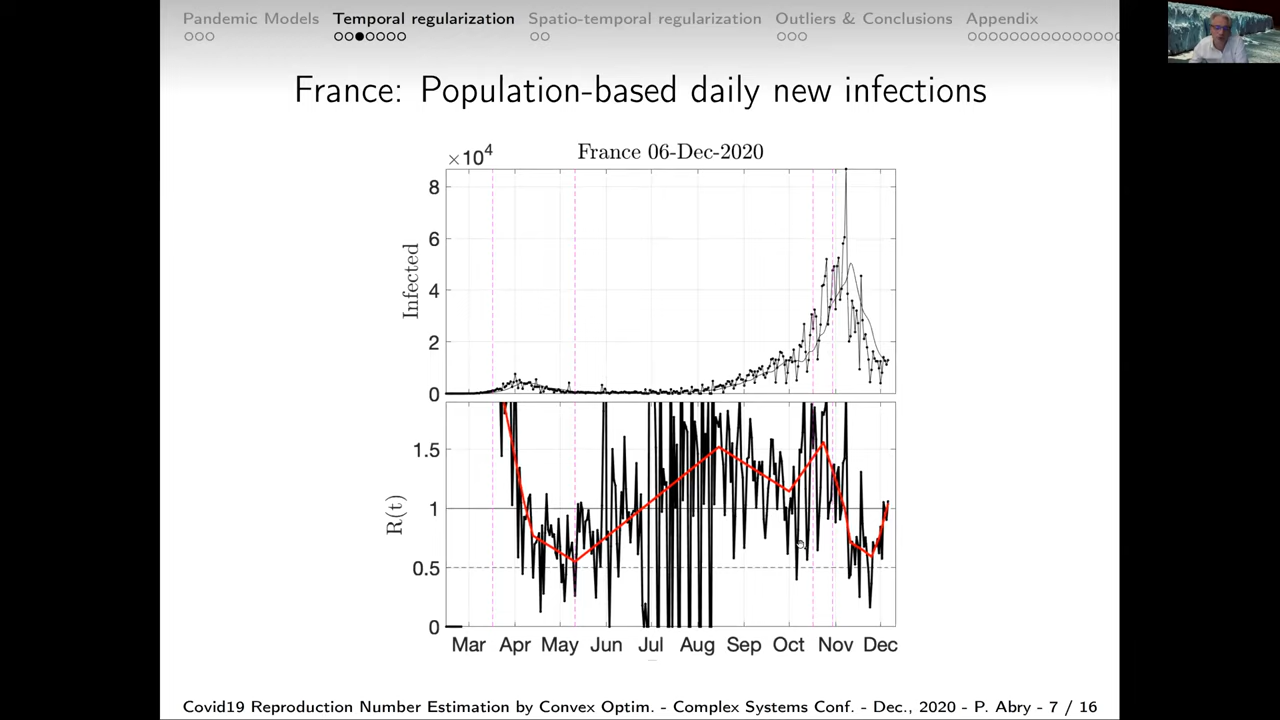 Pandemic Models Temporal regularization Spatio-temporal regularization Outliers & Conclusions Appendix
France: Population-based daily new infections
France 06-Dec-2020
×10⁴
8
6
4
2
0
Infected
1.5
1
0.5
0
R(t)
Mar Apr May Jun Jul Aug Sep Oct Nov Dec
Covid19 Reproduction Number Estimation by Convex Optim. - Complex Systems Conf. - Dec., 2020 - P. Abry - 7 / 16